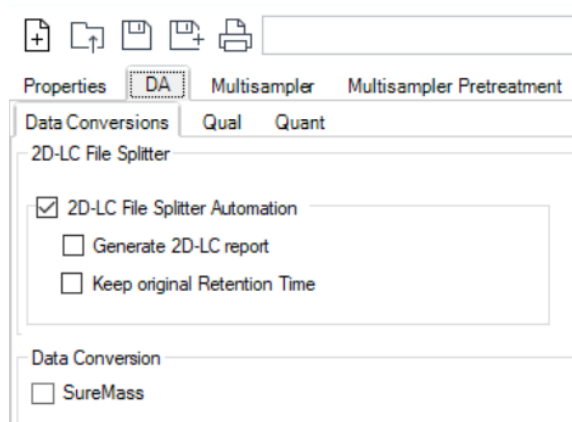 Properties DA Multisampler Multisampler Pretreatment
Data Conversions Qual Quant
2D-LC File Splitter
2D-LC File Splitter Automation
Generate 2D-LC report
Keep original Retention Time
Data Conversion
SureMass